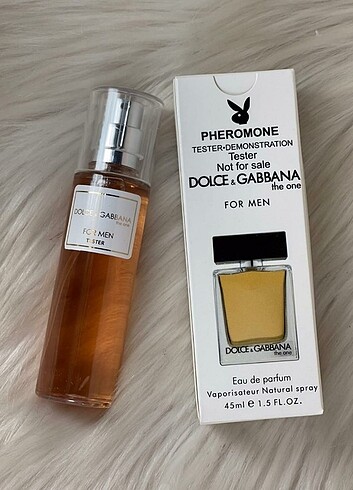 DOLCE & GABBANA
the one
FOR MEN
TESTER
PHEROMONE
TESTER-DEMONSTRATION
Tester
Not for sale
DOLCE & GABBANA
the one
FOR MEN
DOLCE & GABBANA
the one
Eau de parfum
Vaporisateur Natural spray
45ml e 1.5 FL.OZ.